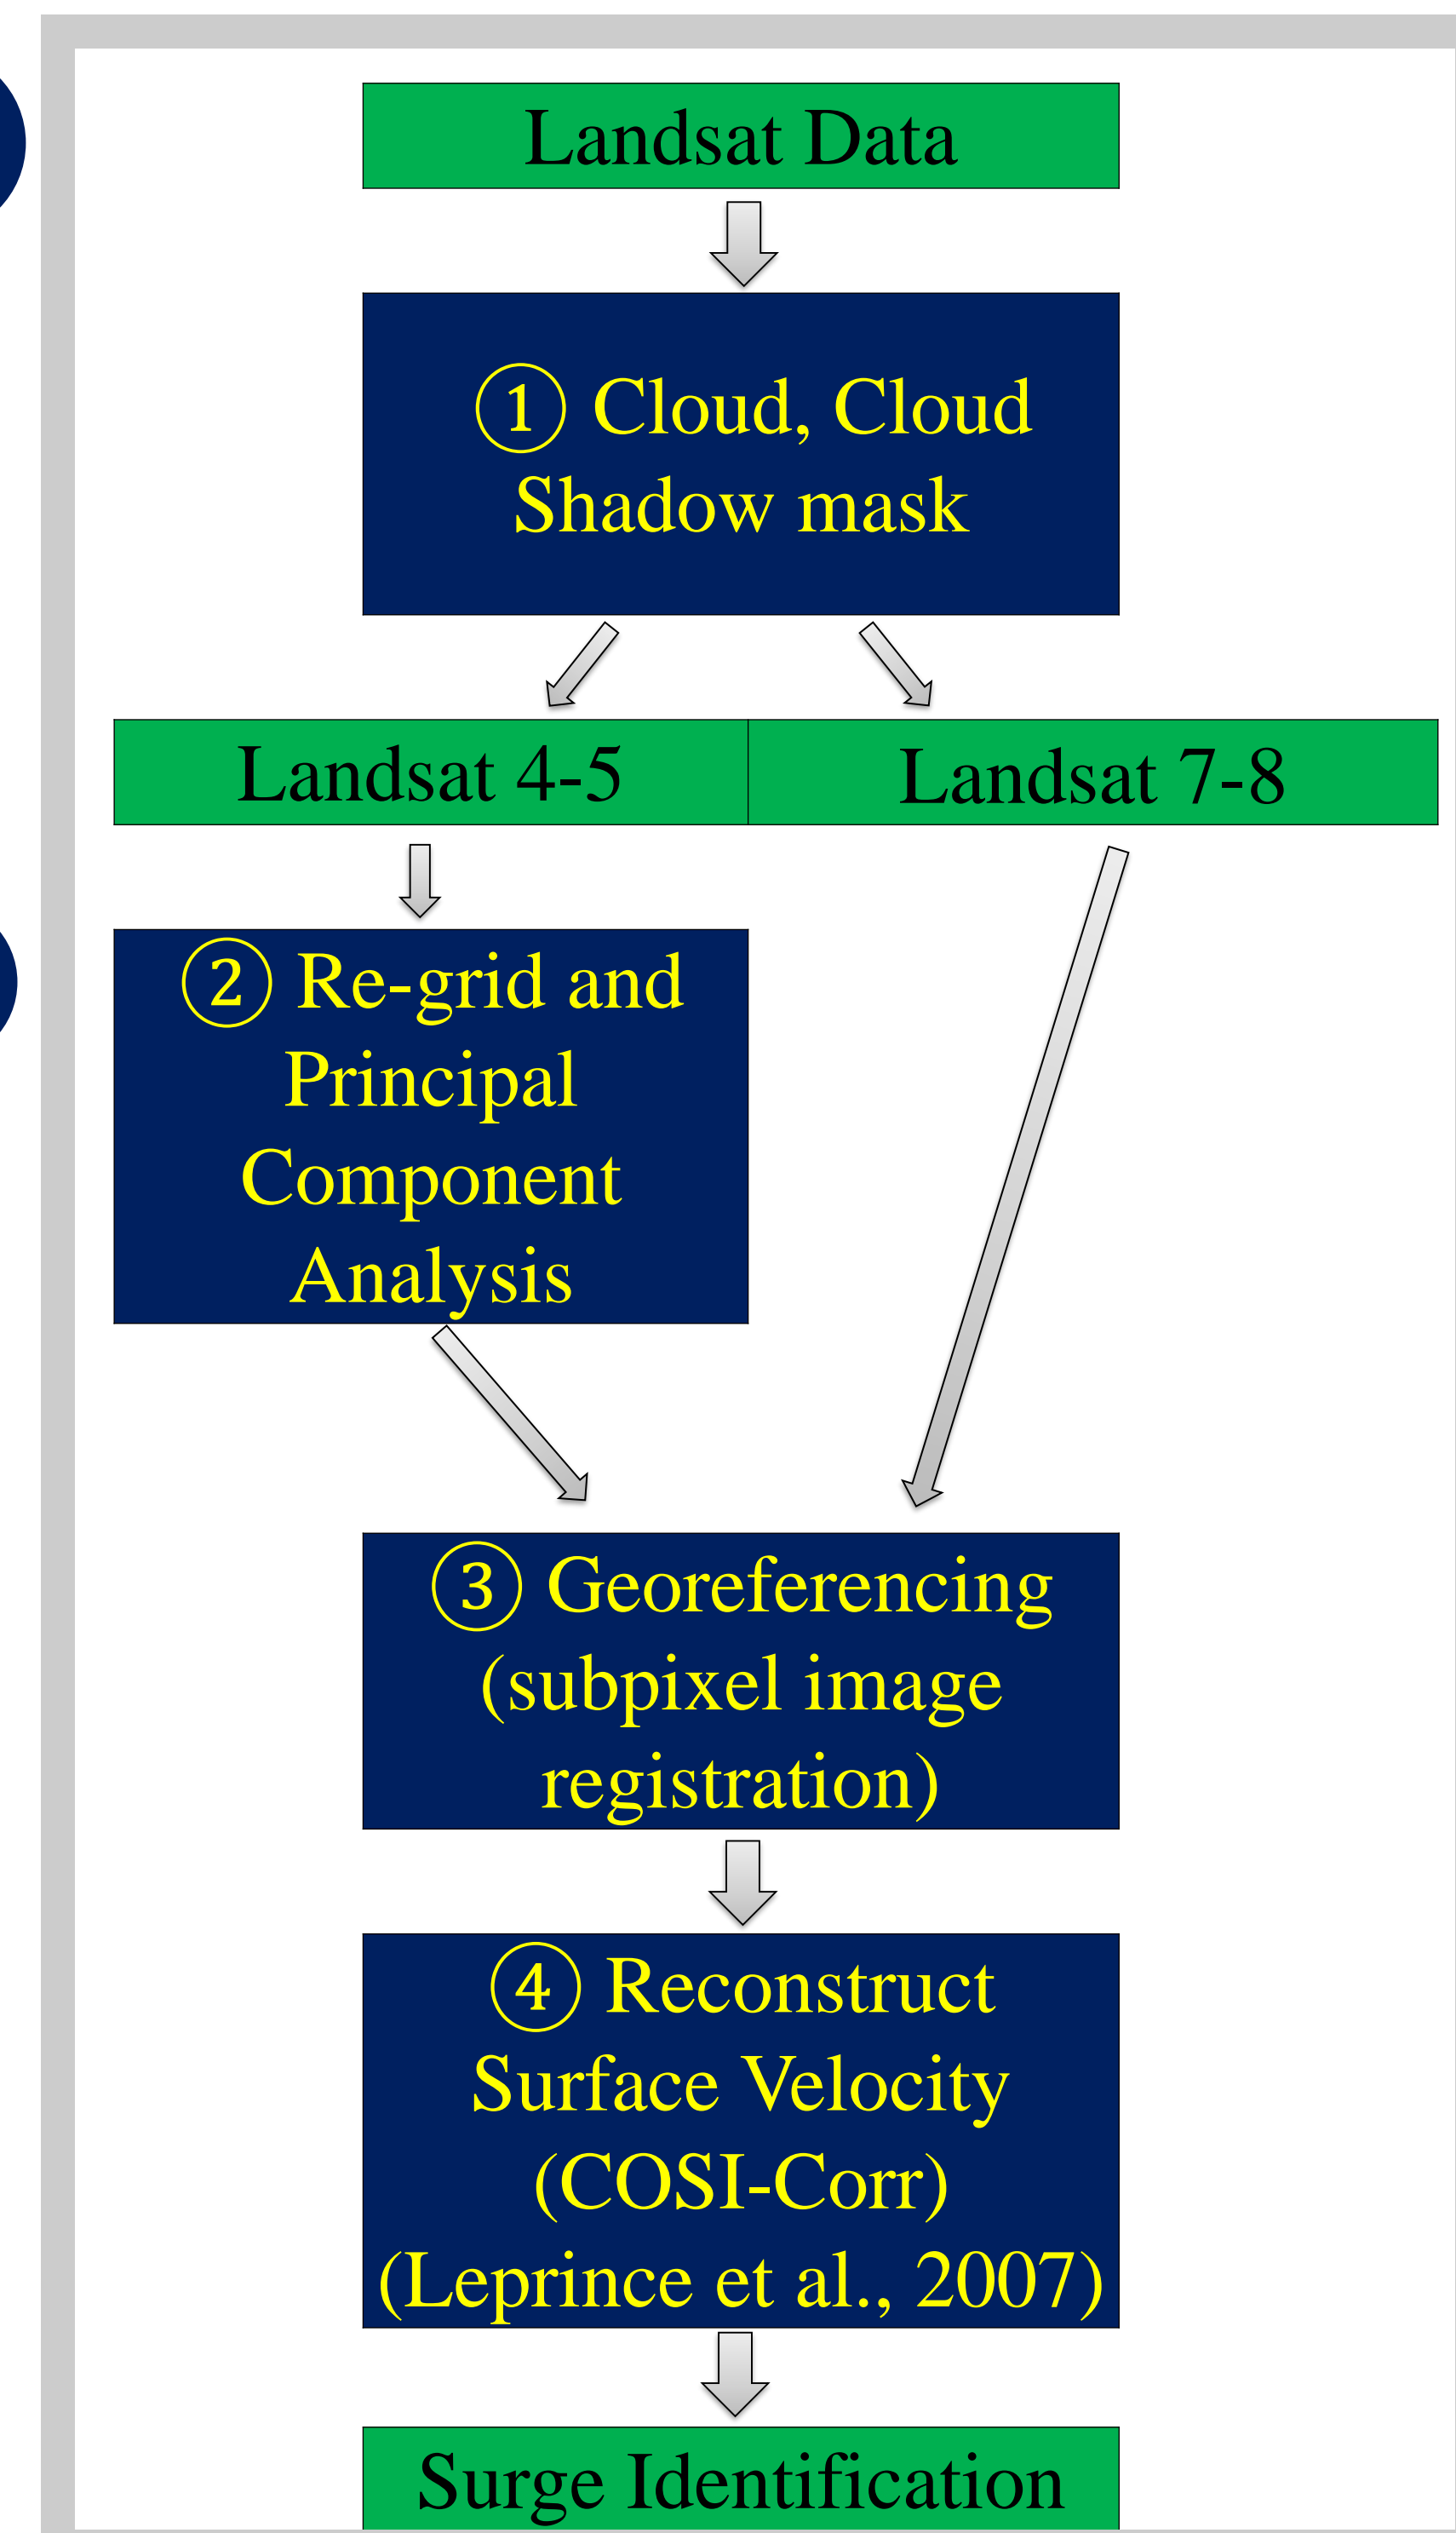 Landsat Data
① Cloud, Cloud
Shadow mask
Landsat 4-5
Landsat 7-8
② Re-grid and
Principal
Component
Analysis
③ Georeferencing
(subpixel image
registration)
④ Reconstruct
Surface Velocity
(COSI-Corr)
(Leprince et al., 2007)
Surge Identification